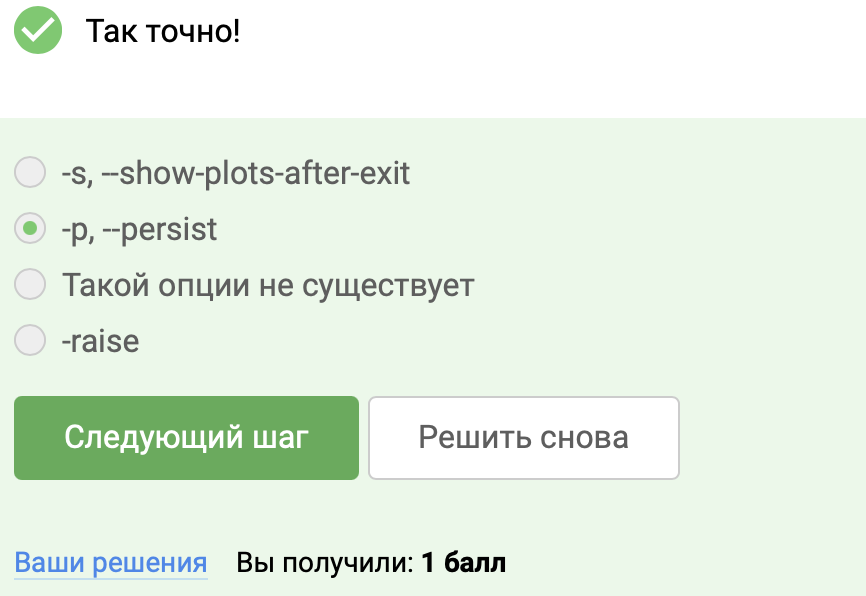 Так точно!
-s, --show-plots-after-exit
-p, --persist
Такой опции не существует
-raise
Следующий шаг
Решить снова
Ваши решения Вы получили: 1 балл